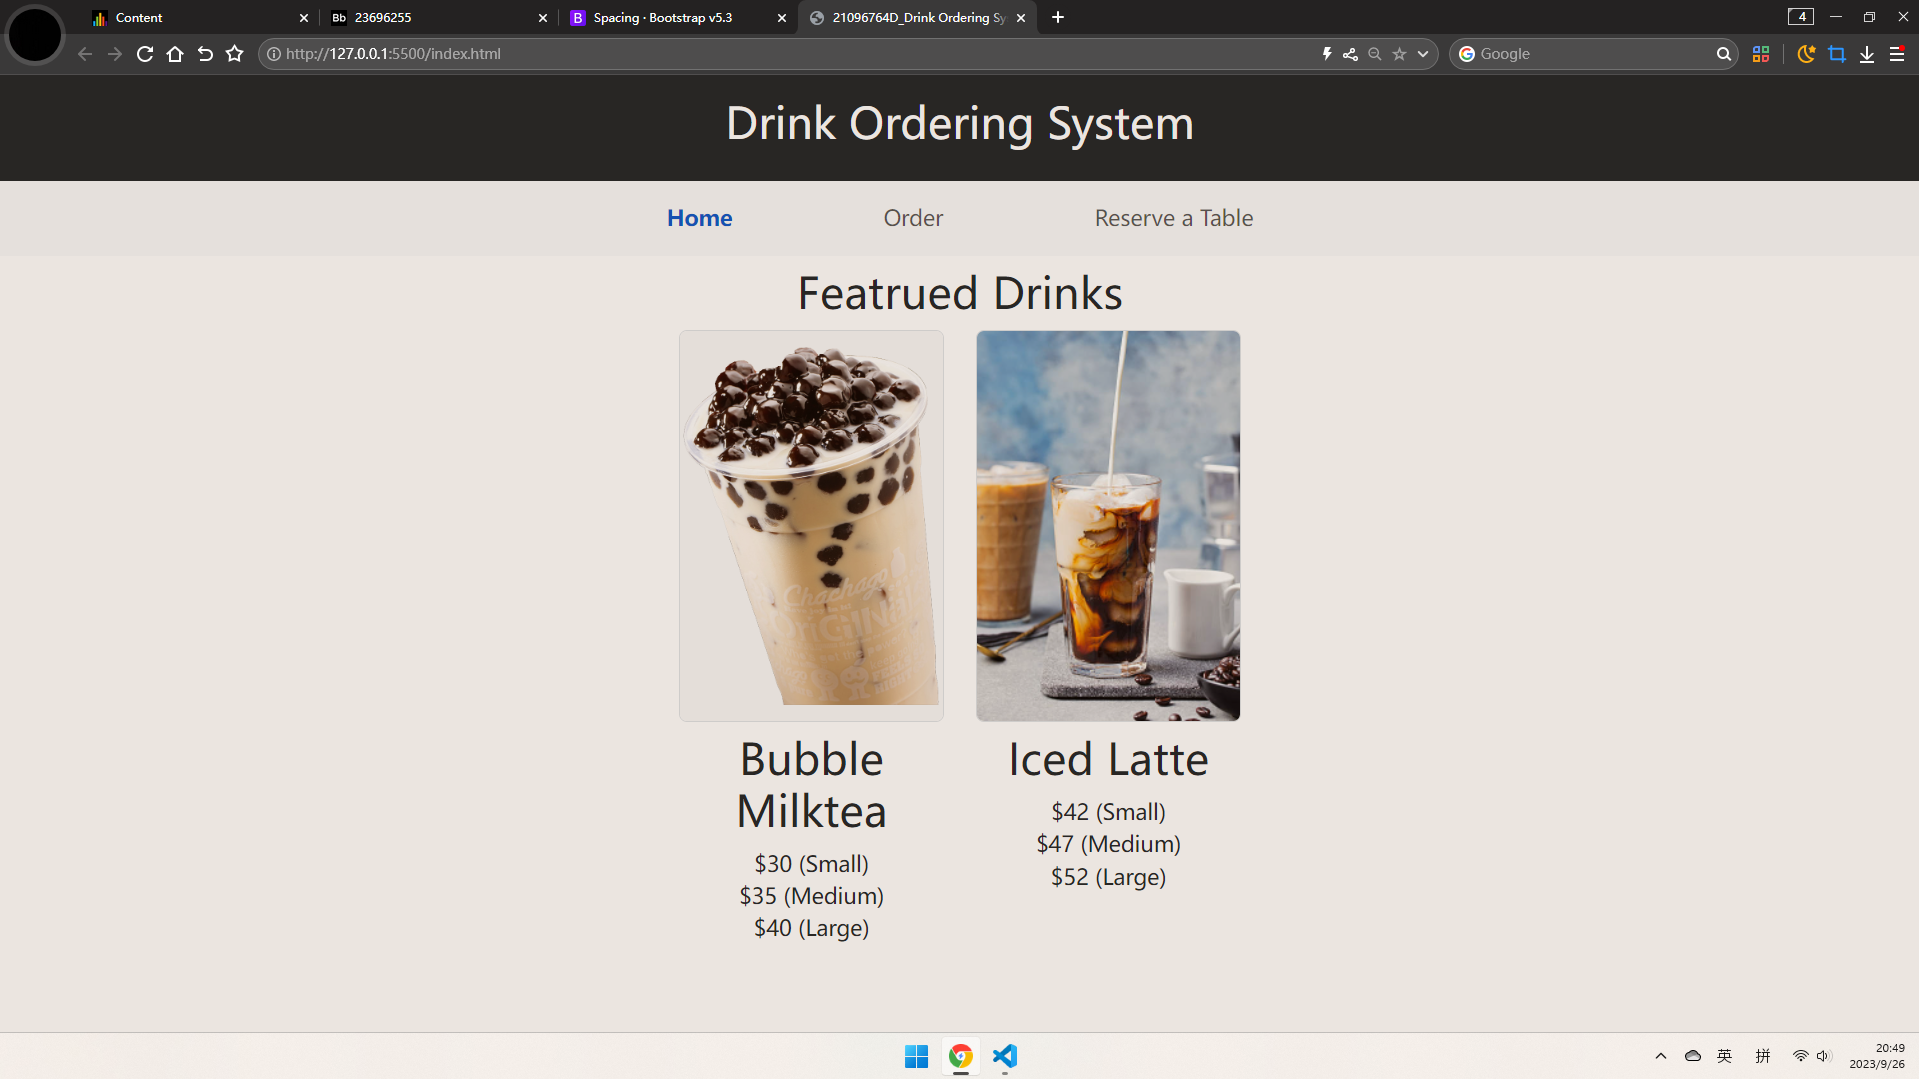 Content
Bb 23696255
B Spacing · Bootstrap v5.3
21096764D_Drink Ordering Sy
4
http://127.0.0.1:5500/index.html
Google
Drink Ordering System
Home Order Reserve a Table
Featrued Drinks
Chachago
ORiGiNAL
Bubble
Milktea
$30 (Small)
$35 (Medium)
$40 (Large)
Iced Latte
$42 (Small)
$47 (Medium)
$52 (Large)
英 拼
20:49
2023/9/26